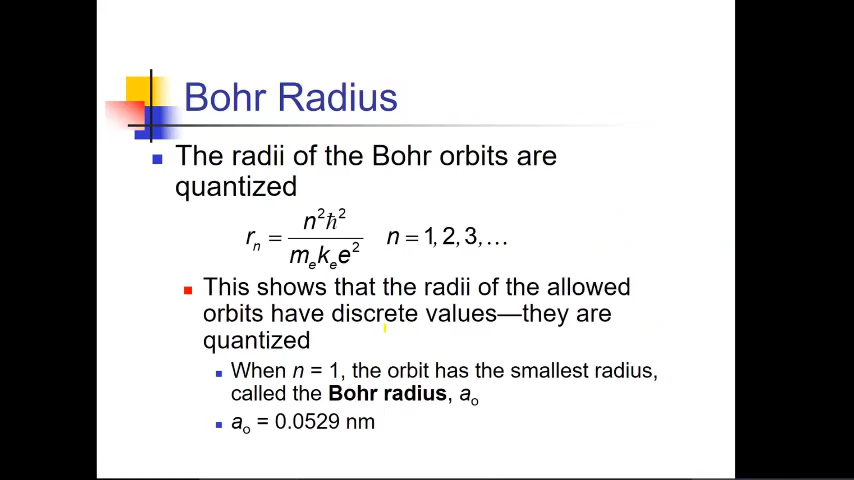 Bohr Radius
The radii of the Bohr orbits are
quantized
rₙ = n²ħ² / mₑkₑe²   n = 1, 2, 3, …
This shows that the radii of the allowed
orbits have discrete values—they are
quantized
When n = 1, the orbit has the smallest radius,
called the Bohr radius, aₒ
aₒ = 0.0529 nm